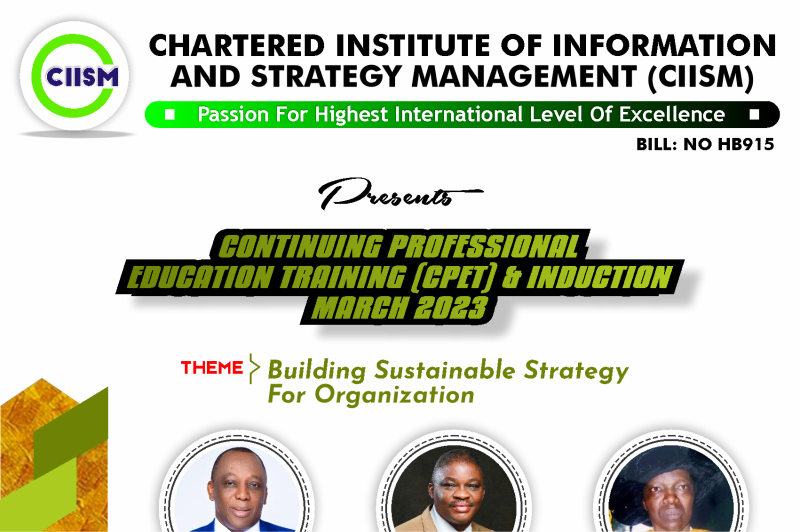 CIISM
CHARTERED INSTITUTE OF INFORMATION
AND STRATEGY MANAGEMENT (CIISM)
Passion For Highest International Level Of Excellence
BILL: NO HB915
Presents
CONTINUING PROFESSIONAL
EDUCATION TRAINING (CPET) & INDUCTION
MARCH 2023
THEME
Building Sustainable Strategy
For Organization